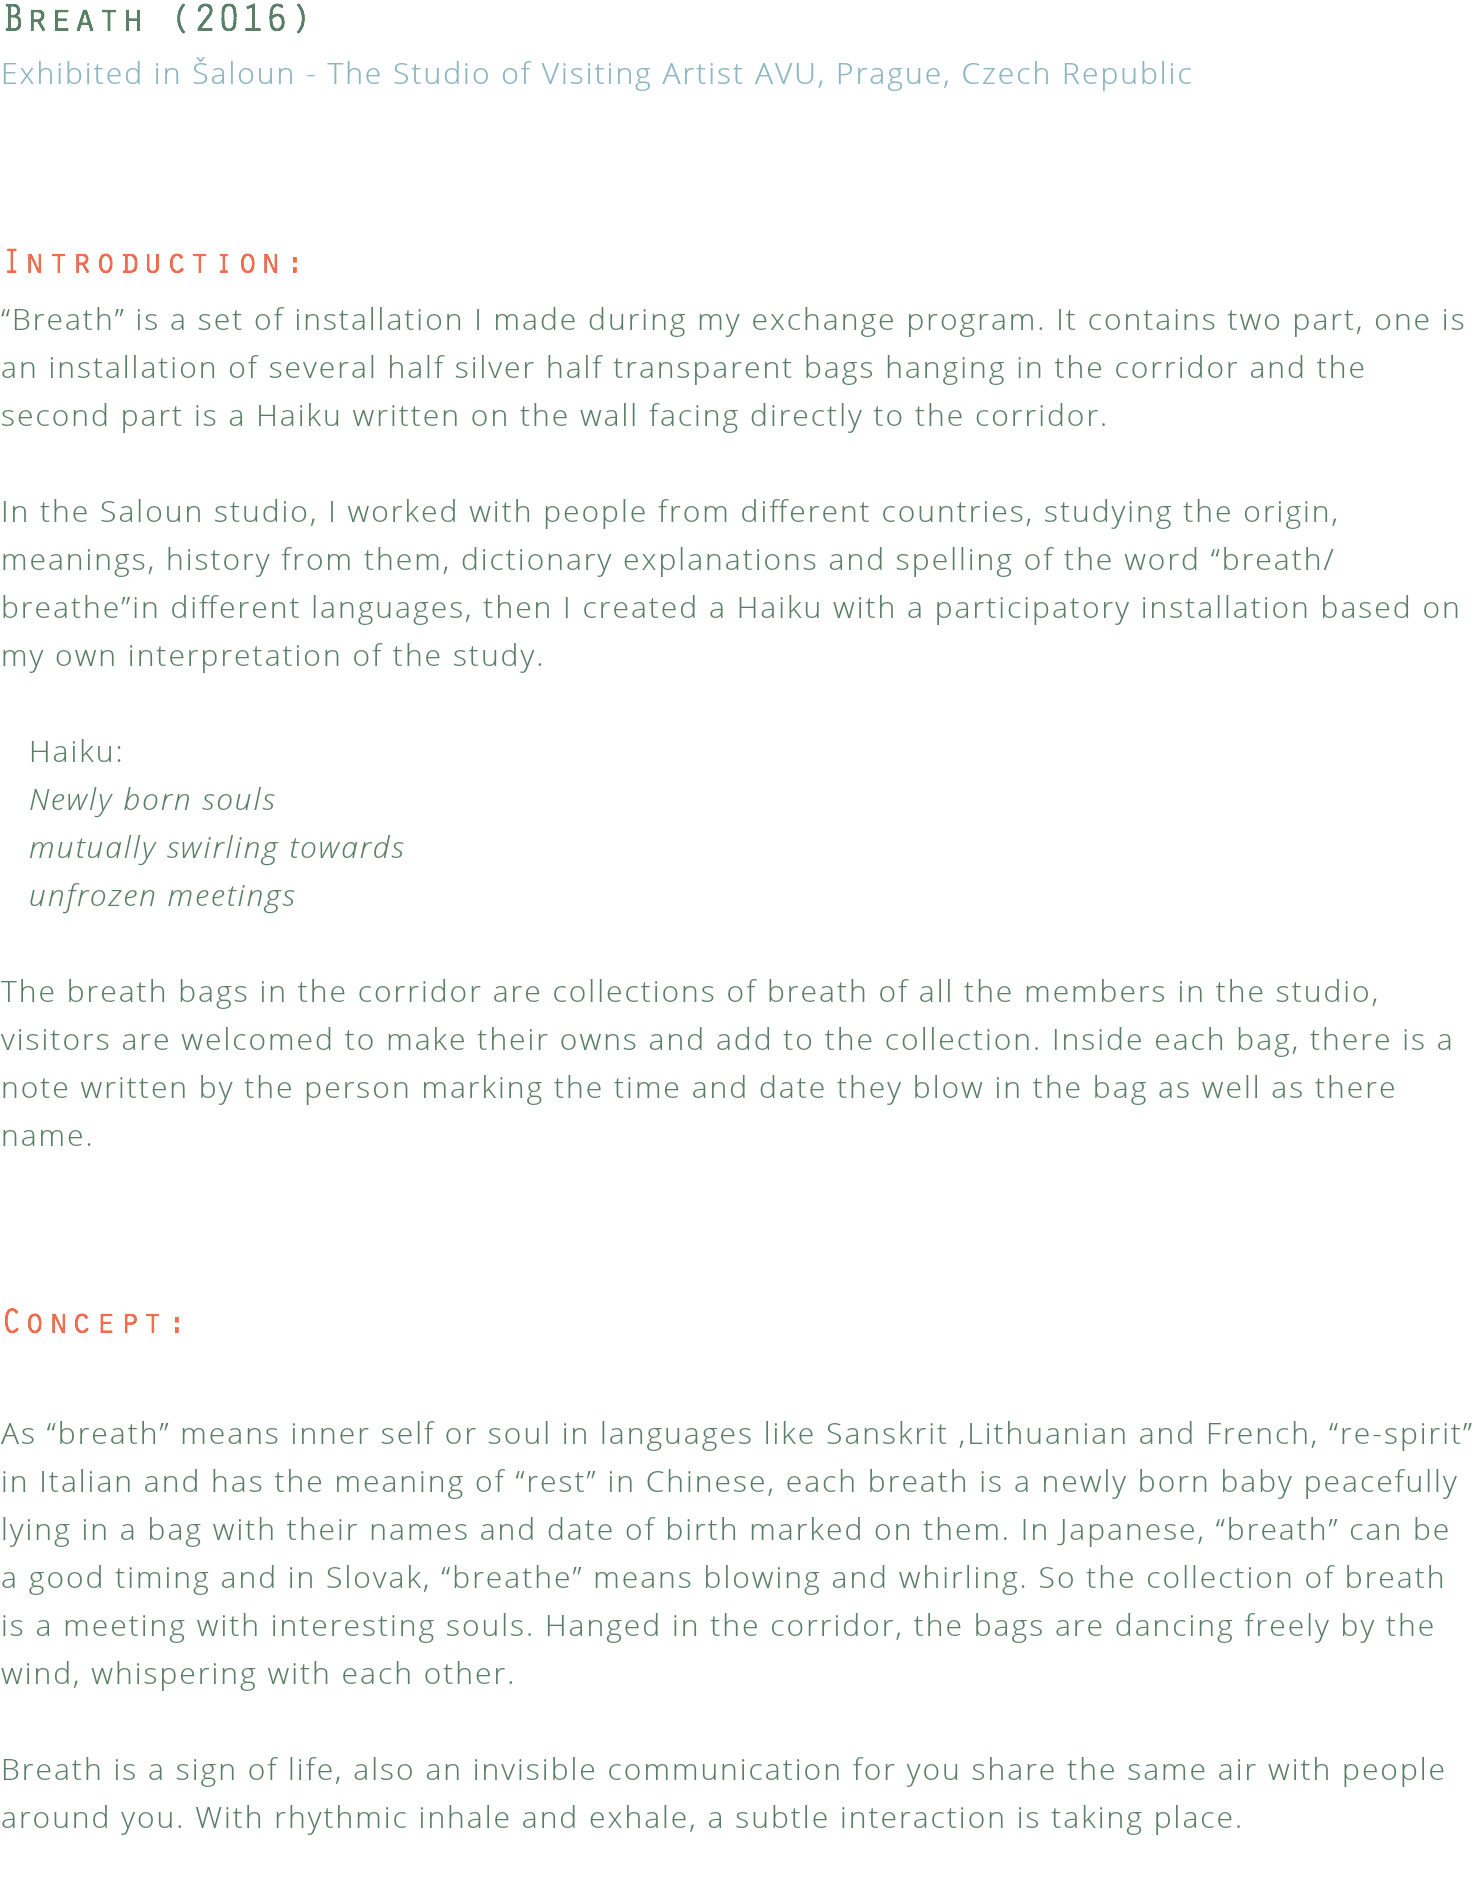 Breath (2016)
Exhibited in Šaloun - The Studio of Visiting Artist AVU, Prague, Czech Republic
Introduction:
“Breath” is a set of installation I made during my exchange program. It contains two part, one is
an installation of several half silver half transparent bags hanging in the corridor and the
second part is a Haiku written on the wall facing directly to the corridor.
In the Saloun studio, I worked with people from different countries, studying the origin,
meanings, history from them, dictionary explanations and spelling of the word “breath/
breathe”in different languages, then I created a Haiku with a participatory installation based on
my own interpretation of the study.
Haiku:
Newly born souls
mutually swirling towards
unfrozen meetings
The breath bags in the corridor are collections of breath of all the members in the studio,
visitors are welcomed to make their owns and add to the collection. Inside each bag, there is a
note written by the person marking the time and date they blow in the bag as well as there
name.
Concept:
As “breath” means inner self or soul in languages like Sanskrit ,Lithuanian and French, “re-spirit”
in Italian and has the meaning of “rest” in Chinese, each breath is a newly born baby peacefully
lying in a bag with their names and date of birth marked on them. In Japanese, “breath” can be
a good timing and in Slovak, “breathe” means blowing and whirling. So the collection of breath
is a meeting with interesting souls. Hanged in the corridor, the bags are dancing freely by the
wind, whispering with each other.
Breath is a sign of life, also an invisible communication for you share the same air with people
around you. With rhythmic inhale and exhale, a subtle interaction is taking place.